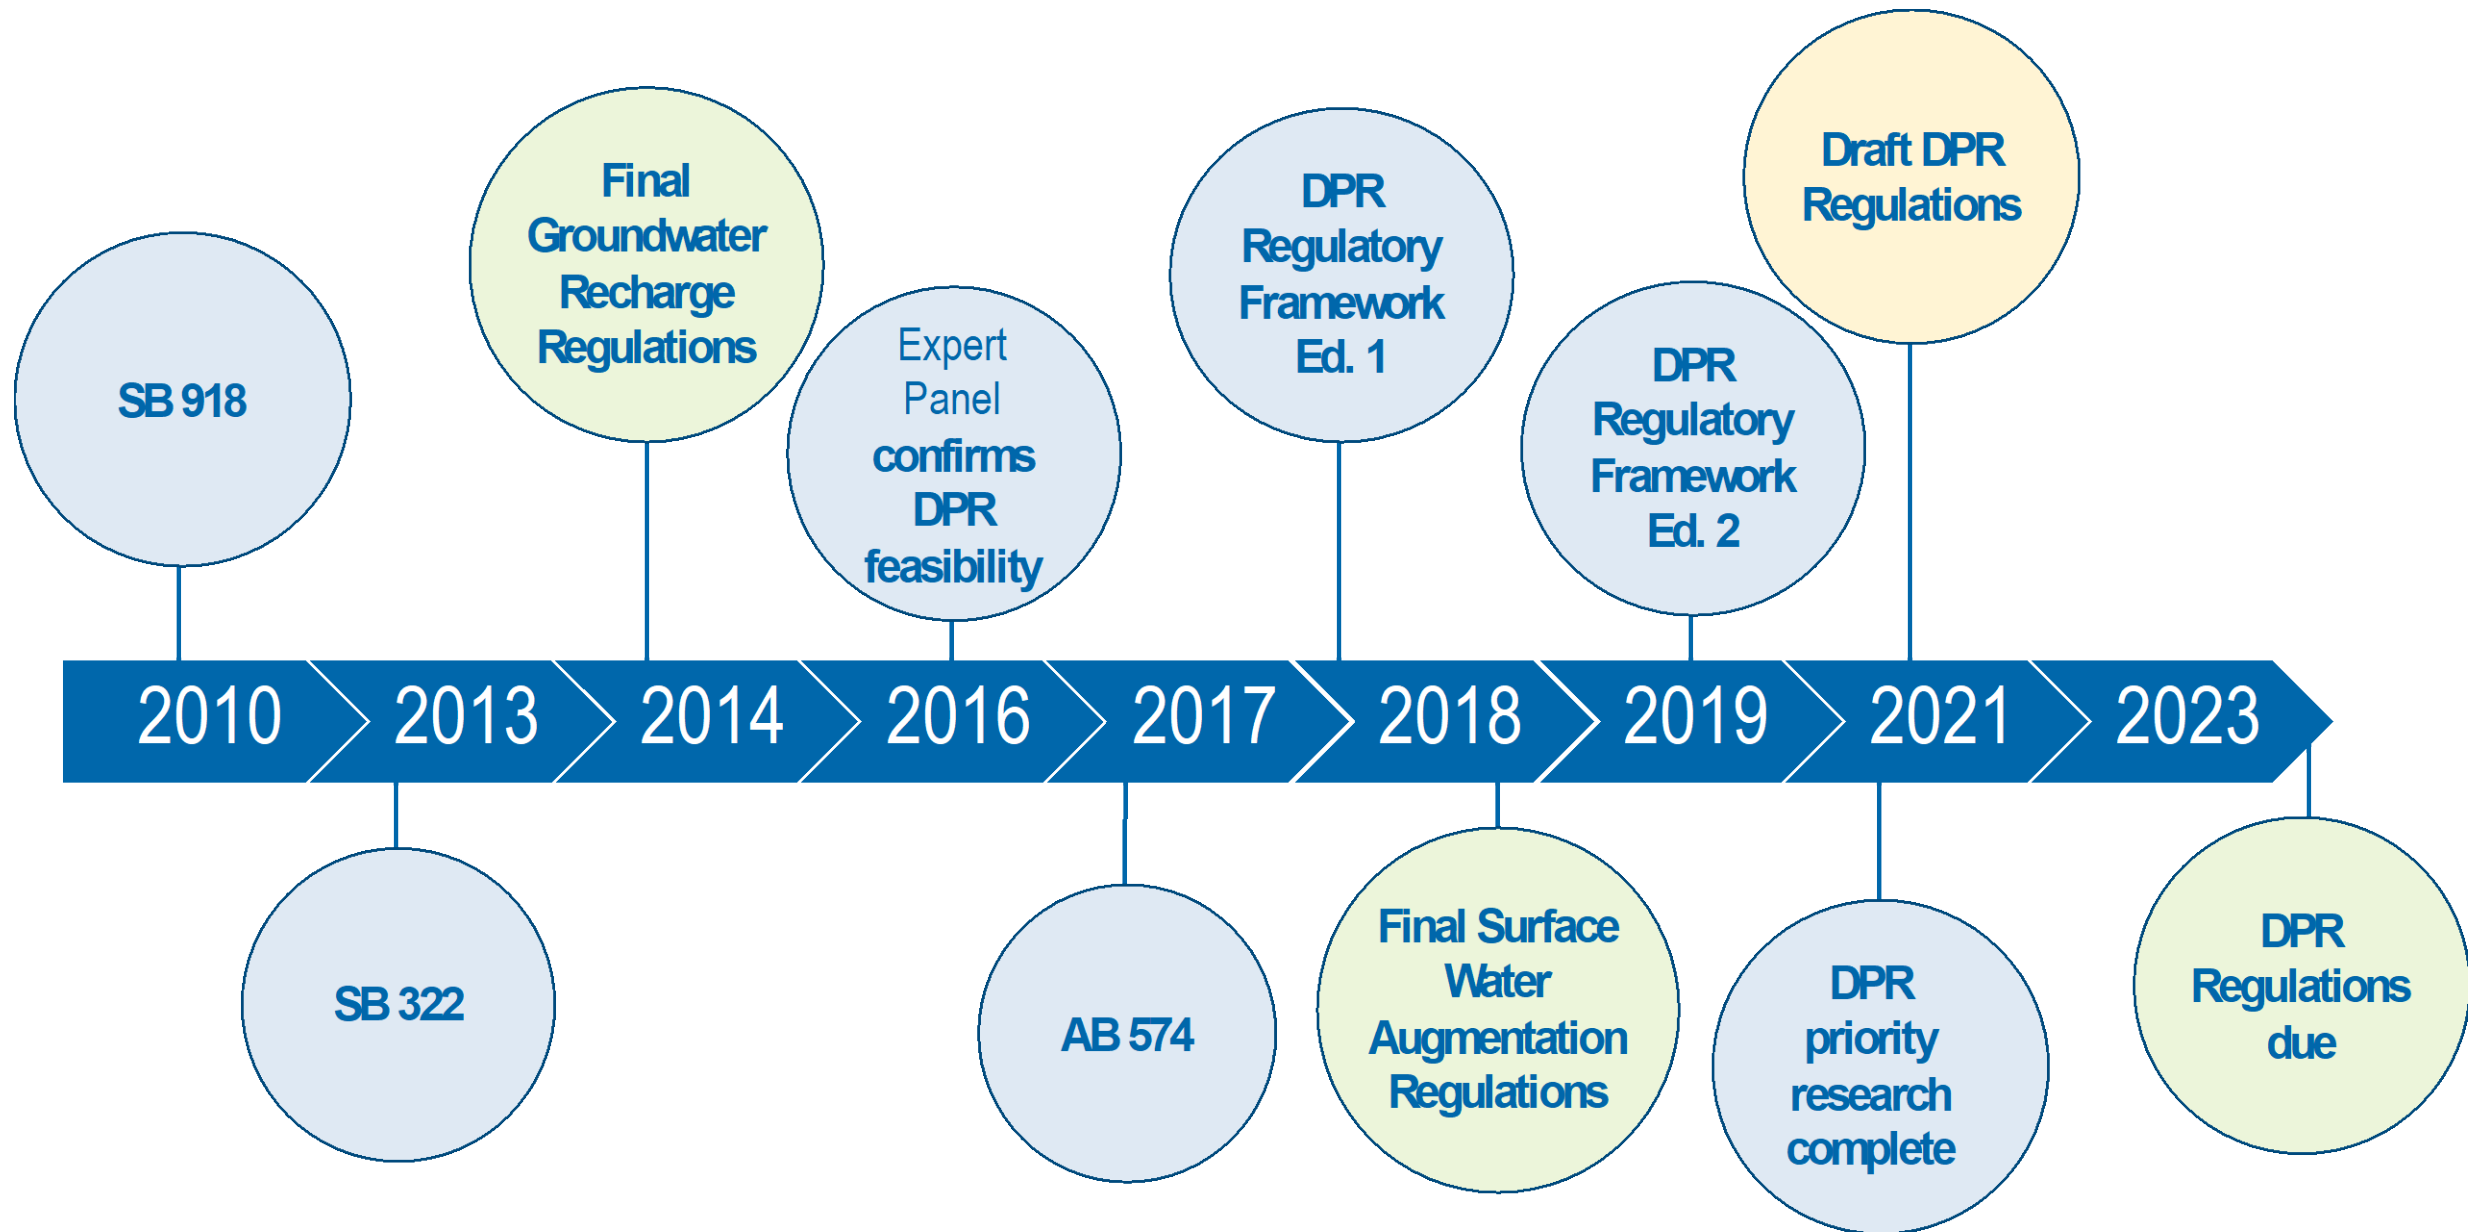 SB 918
Final
Groundwater
Recharge
Regulations
Expert
Panel
confirms
DPR
feasibility
DPR
Regulatory
Framework
Ed. 1
DPR
Regulatory
Framework
Ed. 2
Draft DPR
Regulations
2010
2013
2014
2016
2017
2018
2019
2021
2023
SB 322
AB 574
Final Surface
Water
Augmentation
Regulations
DPR
priority
research
complete
DPR
Regulations
due